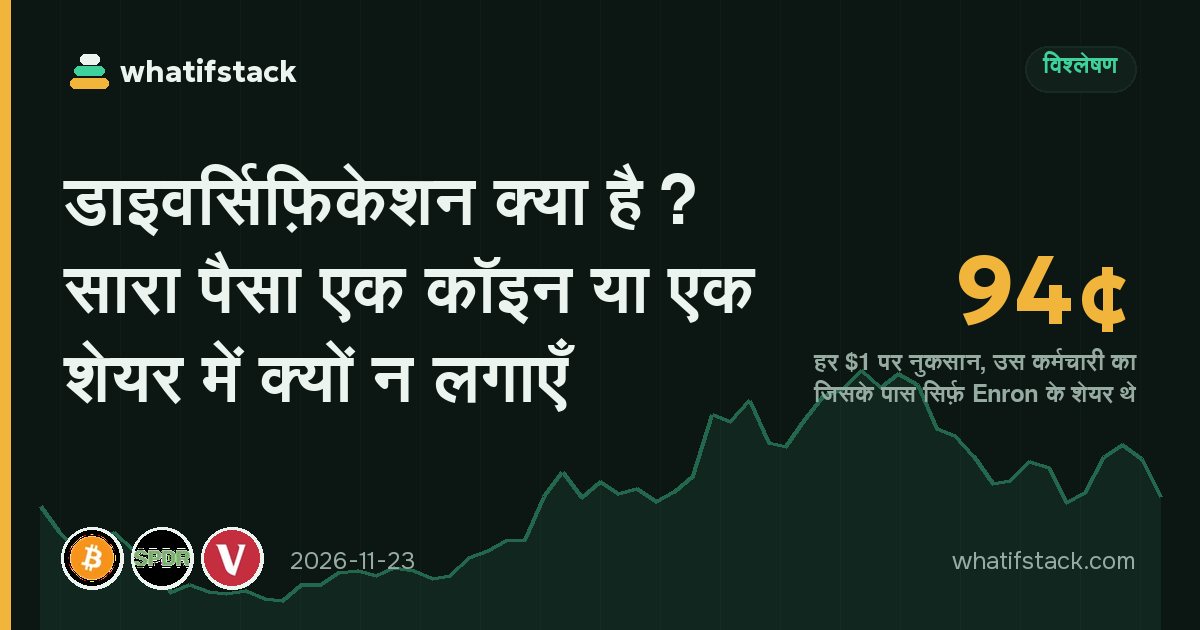 whatifstack
विश्लेषण
डाइवर्सिफ़िकेशन क्या है ?
सारा पैसा एक कॉइन या एक
शेयर में क्यों न लगाएँ
94¢
हर $1 पर नुकसान, उस कर्मचारी का
जिसके पास सिर्फ़ Enron के शेयर थे
SPDR
V
2026-11-23
whatifstack.com